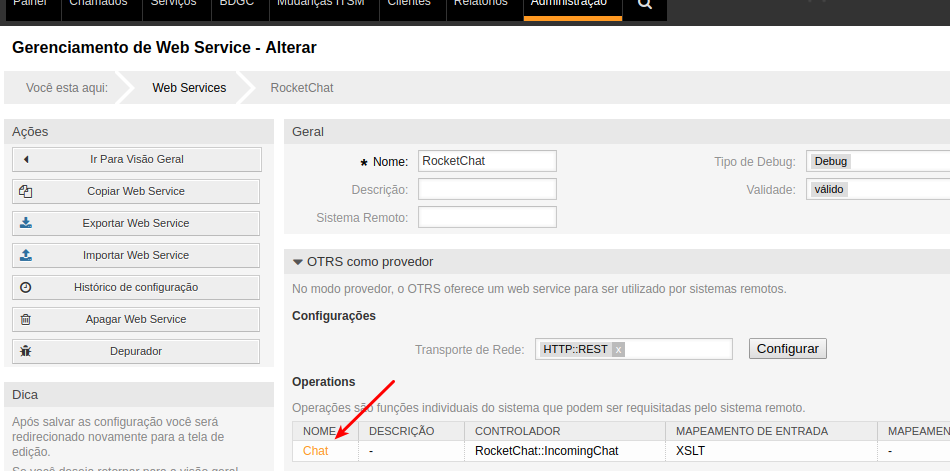 Painel Chamados Serviços BDGC Mudanças ITSM Clientes Relatórios Administração
Gerenciamento de Web Service - Alterar
Você esta aqui: Web Services RocketChat
Ações
Ir Para Visão Geral
Copiar Web Service
Exportar Web Service
Importar Web Service
Histórico de configuração
Apagar Web Service
Depurador
Dica
Após salvar as configuração você será
redirecionado novamente para a tela de
edição.
Se você deseja retornar para a visão geral
Geral
* Nome: RocketChat Tipo de Debug: Debug
Descrição: Validade: válido
Sistema Remoto:
OTRS como provedor
No modo provedor, o OTRS oferece um web service para ser utilizado por sistemas remotos.
Configurações
Transporte de Rede: HTTP::REST x Configurar
Operations
Operações são funções individuais do sistema que podem ser requisitadas pelo sistema remoto.
NOME DESCRIÇÃO CONTROLADOR MAPEAMENTO DE ENTRADA MAPEAMEN
Chat - RocketChat::IncomingChat XSLT -